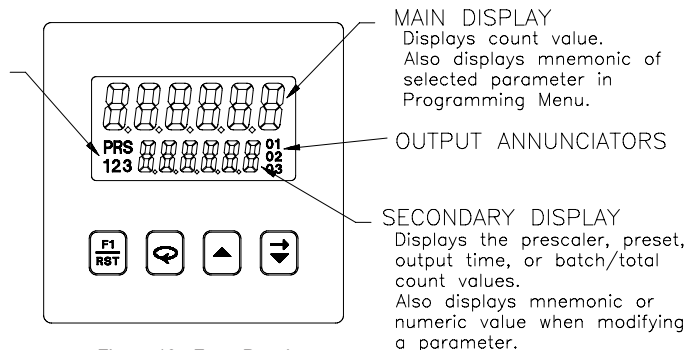 MAIN DISPLAY
Displays count value.
Also displays mnemonic of
selected parameter in
Programming Menu.
PRS
123
01
02
03
OUTPUT ANNUNCIATORS
SECONDARY DISPLAY
Displays the prescaler, preset,
output time, or batch/total
count values.
Also displays mnemonic or
numeric value when modifying
a parameter.
F1
RST